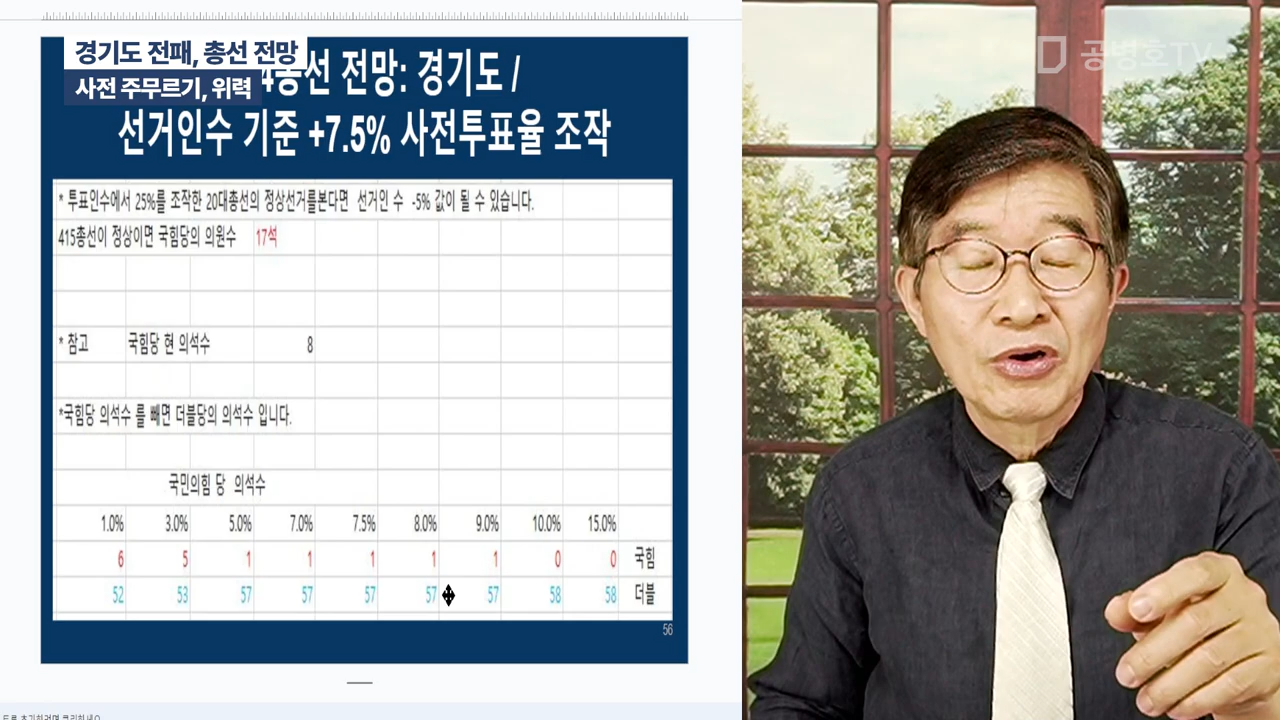 경기도 전패, 총선 전망
사전 주무르기, 위력
4총선 전망: 경기도 /
선거인수 기준 +7.5% 사전투표율 조작
* 투표인수에서 25%를 조작한 20대총선의 정상선거를본다면 선거인 수 -5% 값이 될 수 있습니다.
415총선이 정상이면 국힘당의 의원수 17석
* 참고 국힘당 현 의석수 8
*국힘당 의석수 를 빼면 더블당의 의석수 입니다.
국민의힘 당 의석수
1.0% 3.0% 5.0% 7.0% 7.5% 8.0% 9.0% 10.0% 15.0%
6 5 1 1 1 1 1 0 0 국힘
52 53 57 57 57 57 57 58 58 더블
56
공병호TV